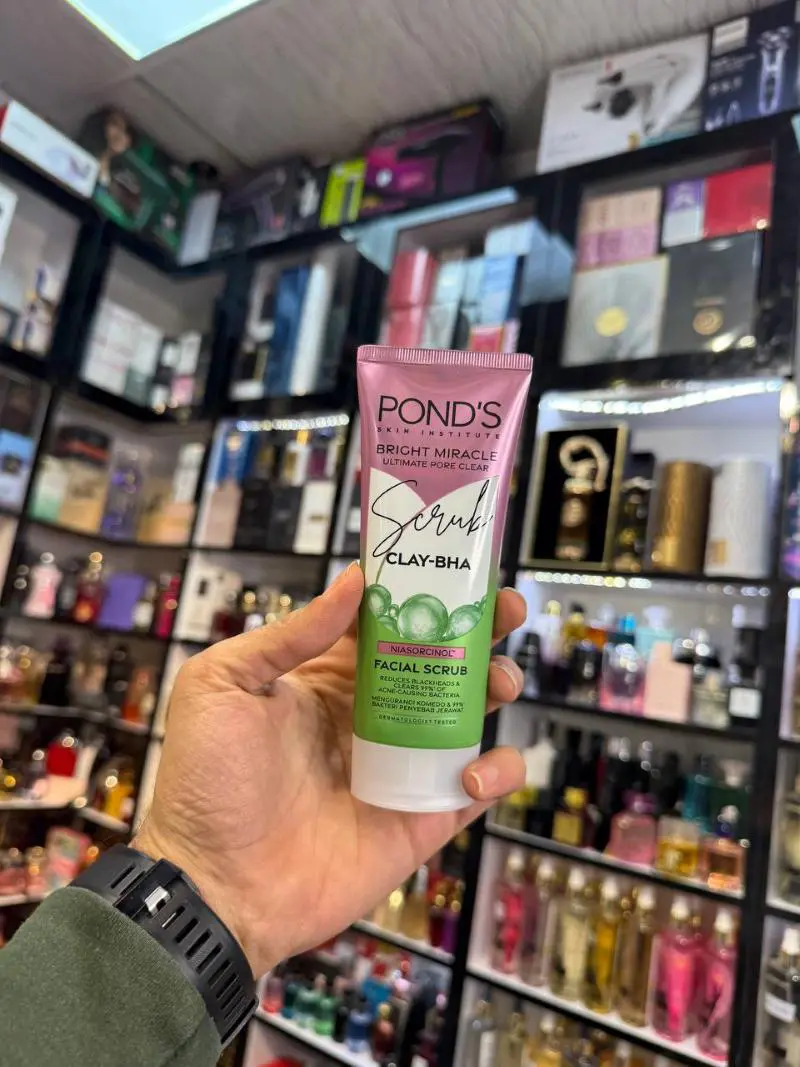 POND'S
SKIN INSTITUTE
BRIGHT MIRACLE
ULTIMATE PORE CLEAR
Scrub
CLAY-BHA
NIASORCINOL™
FACIAL SCRUB
REDUCES BLACKHEADS &
CLEARS 99% OF
ACNE-CAUSING BACTERIA
MENGURANGI KOMEDO & 99%
BAKTERI PENYEBAB JERAWAT
DERMATOLOGIST TESTED